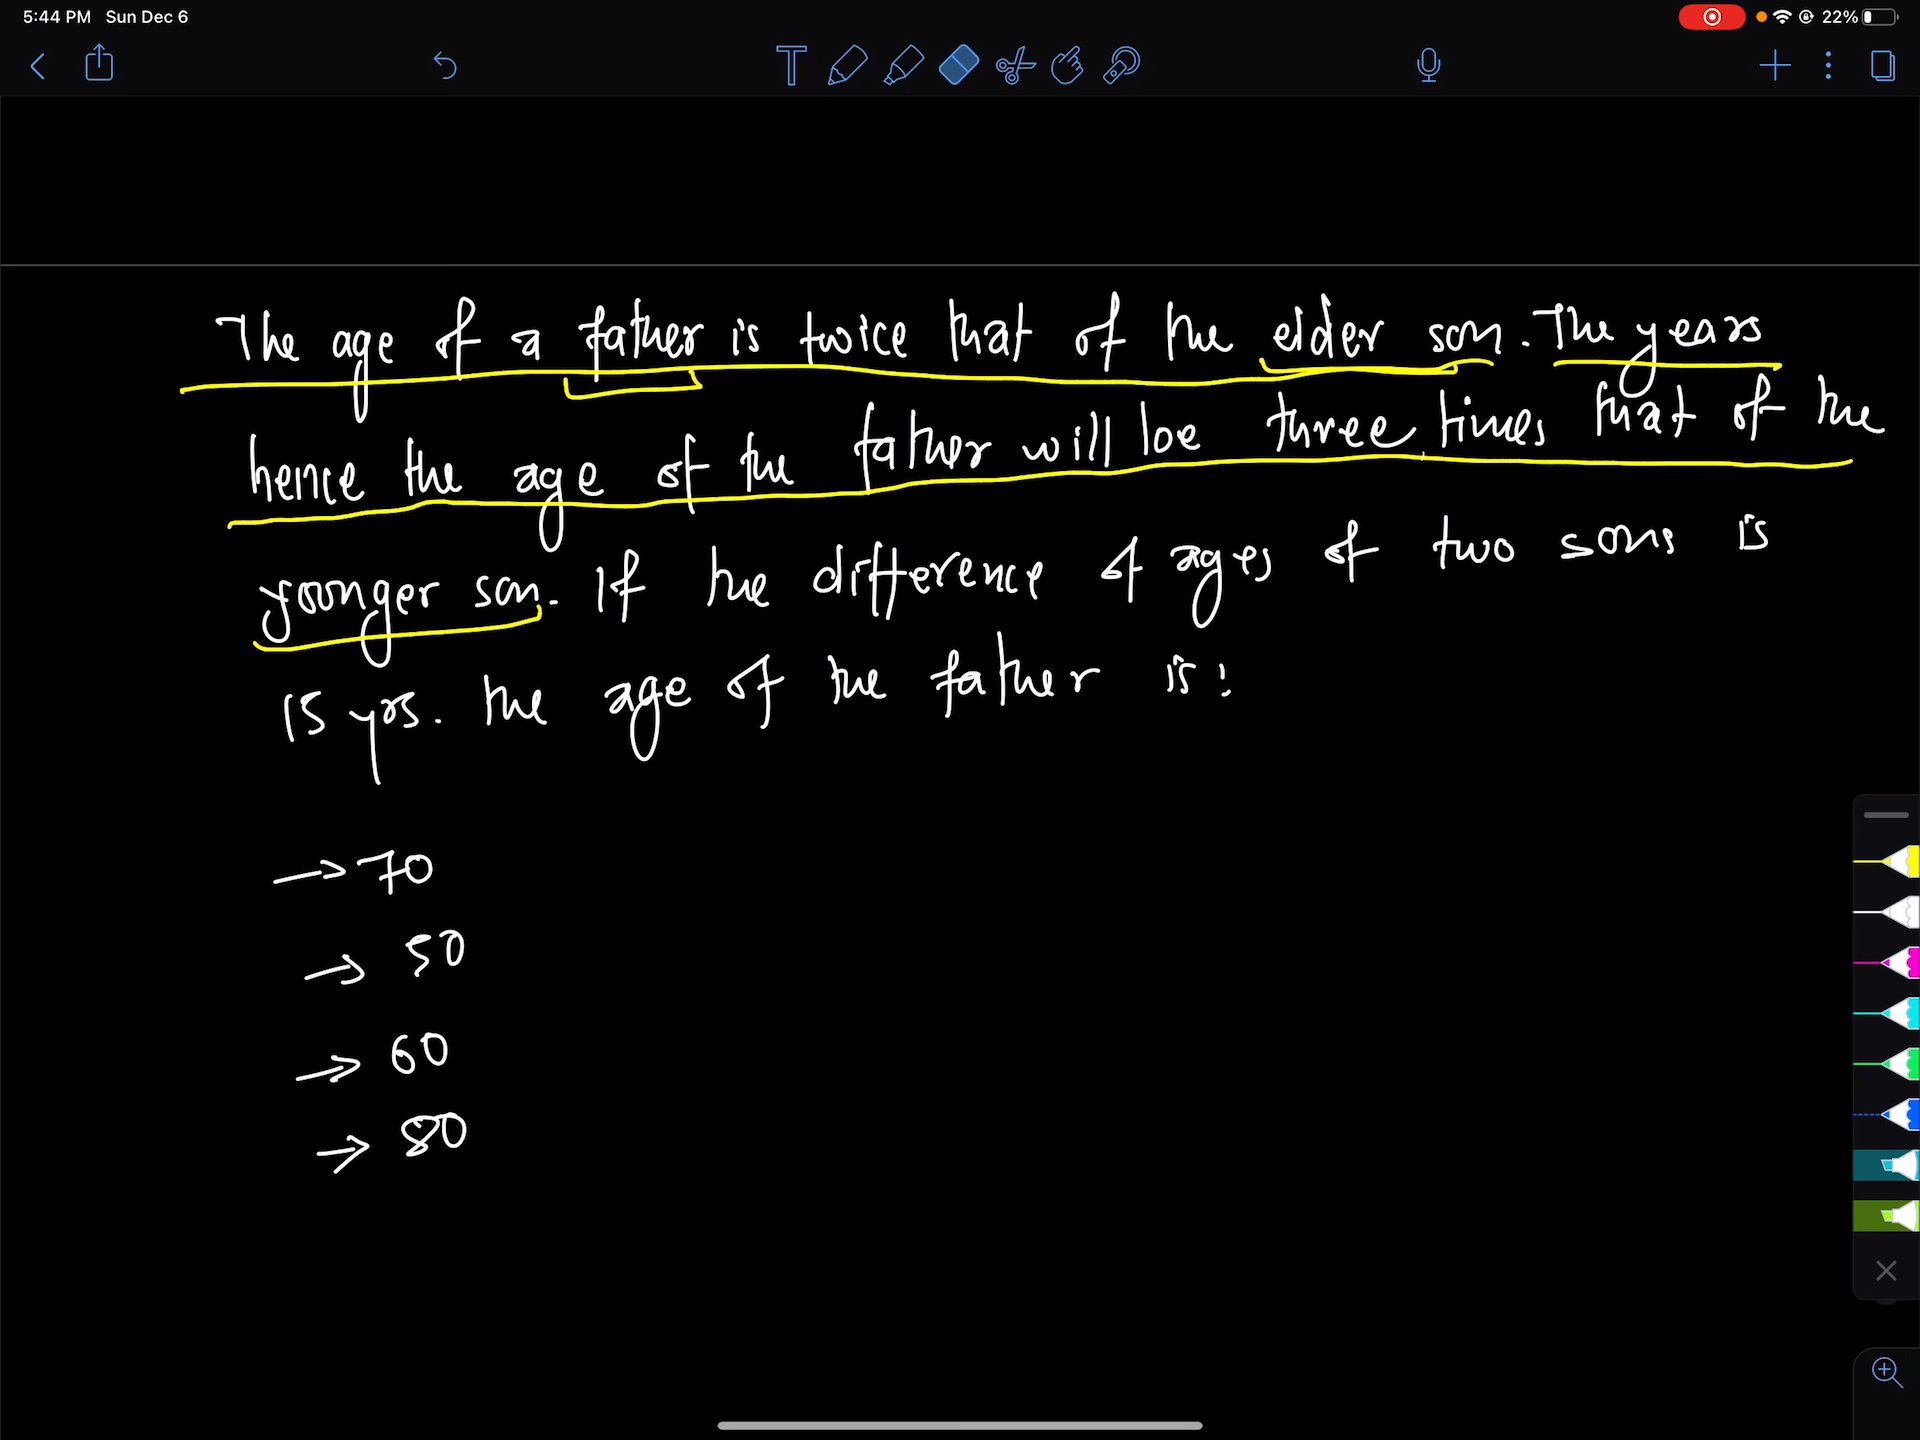 5:44 PM Sun Dec 6
22%
The age of a father is twice that of the elder son. The years
hence the age of the father will be three times that of the
younger son. If the difference of ages of two sons is
15 yrs. the age of the father is:
→ 70
→ 50
→ 60
→ 80